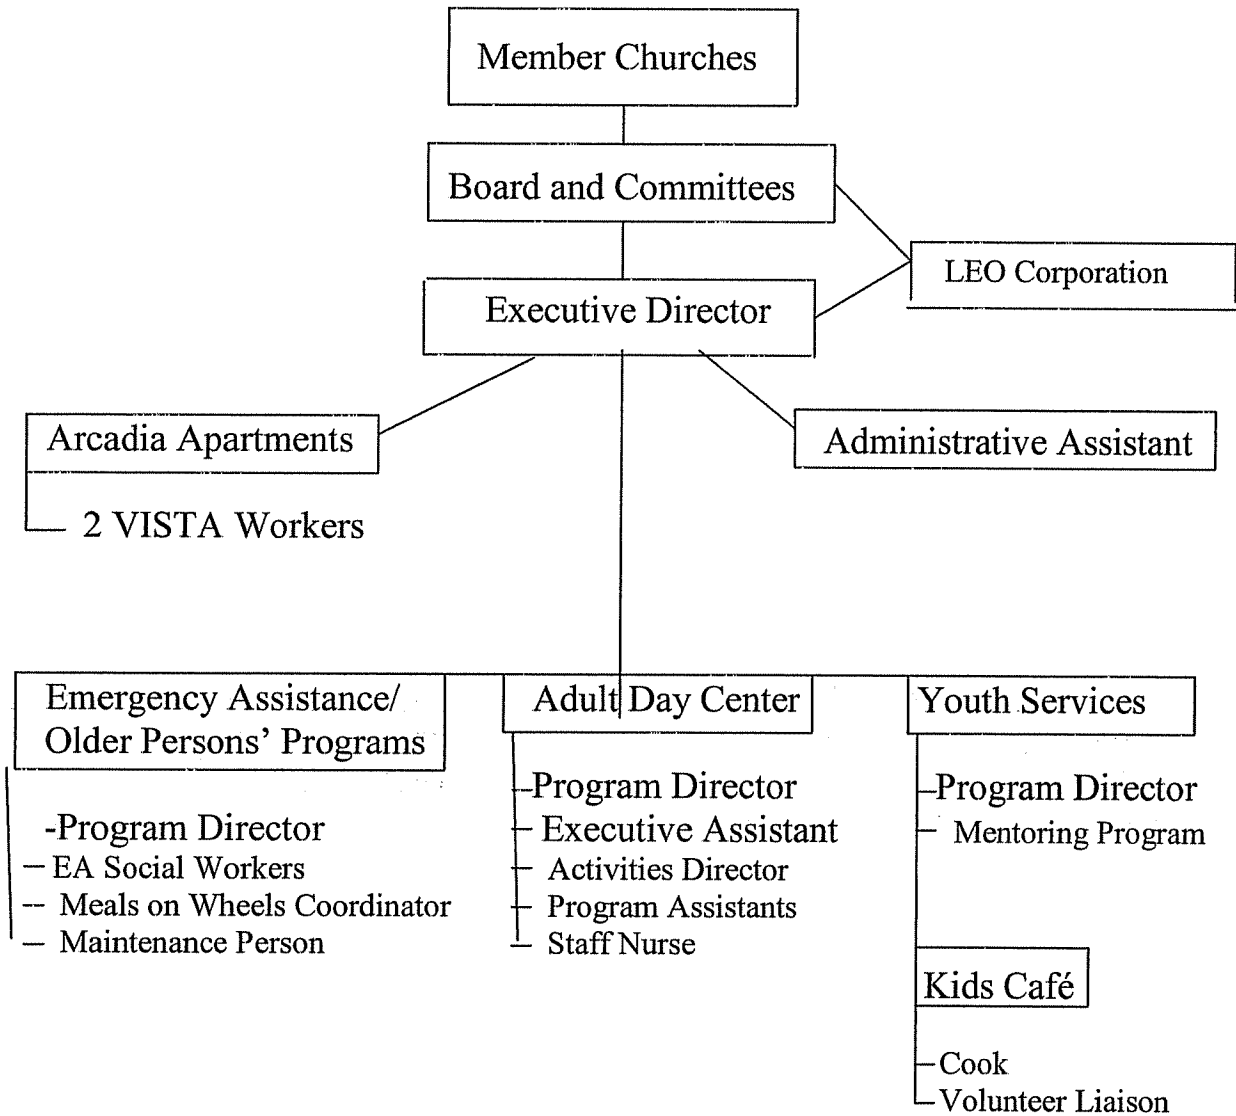 Member Churches
Board and Committees
LEO Corporation
Executive Director
Arcadia Apartments
Administrative Assistant
2 VISTA Workers
Emergency Assistance/
Older Persons’ Programs
-Program Director
– EA Social Workers
-- Meals on Wheels Coordinator
– Maintenance Person
Adult Day Center
-Program Director
– Executive Assistant
– Activities Director
– Program Assistants
– Staff Nurse
Youth Services
–Program Director
– Mentoring Program
Kids Café
–Cook
–Volunteer Liaison